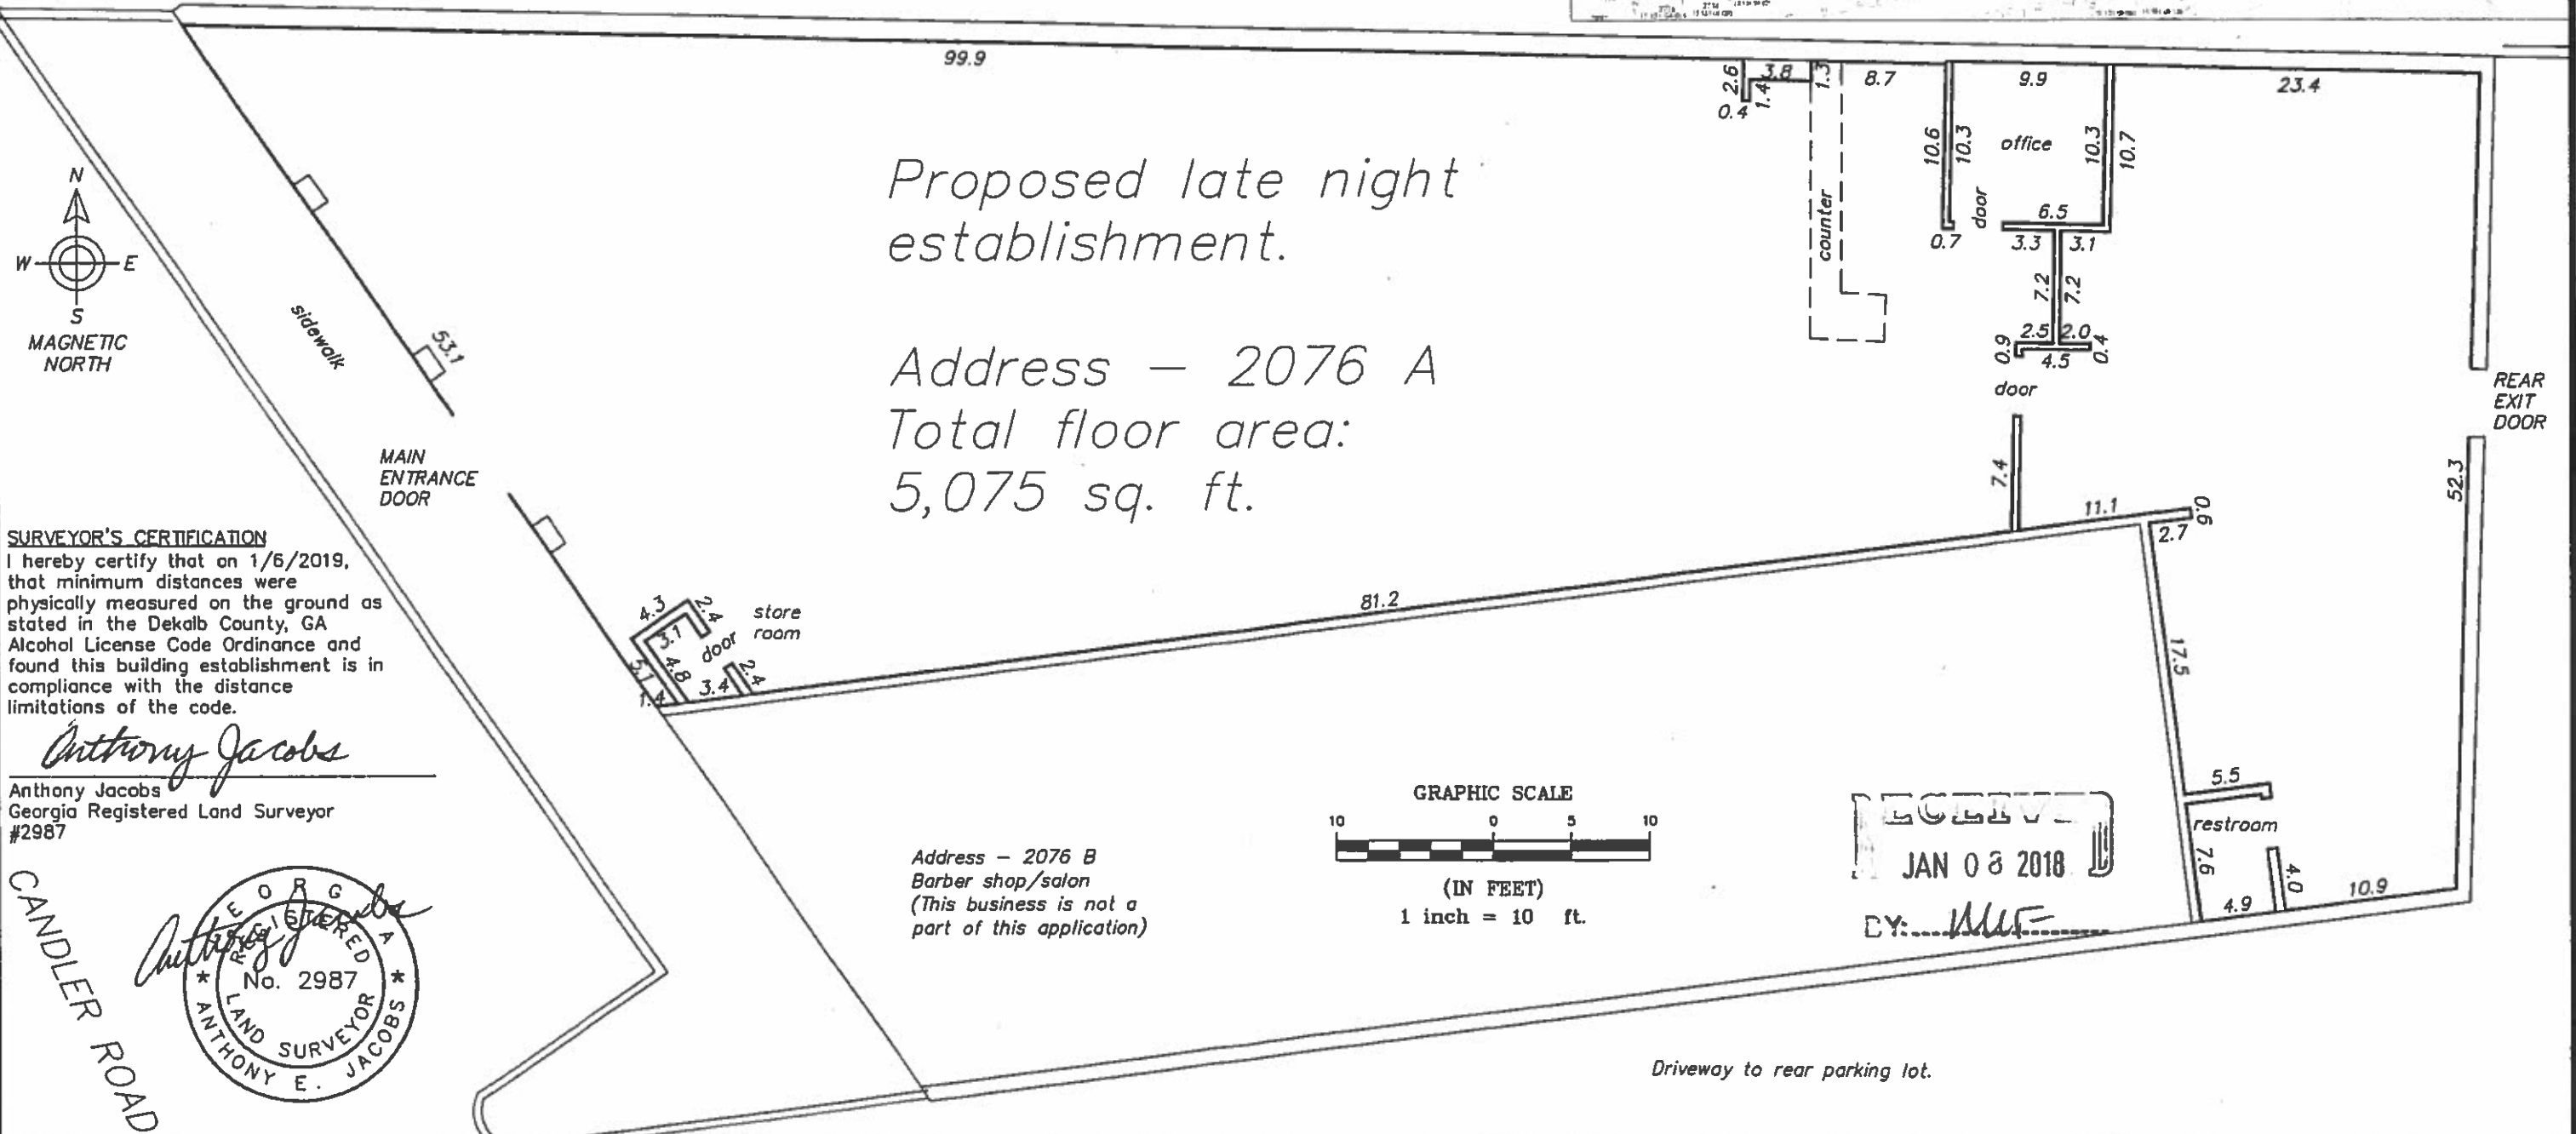 99.9
2.6
3.8
1.4
0.4
1.3
8.7
9.9
23.4
10.6
10.3
office
10.3
10.7
door
0.7
6.5
3.3
3.1
7.2
7.2
counter
2.5
2.0
0.9
4.5
0.4
door
7.4
REAR
EXIT
DOOR
52.3
Proposed late night
establishment.
Address – 2076 A
Total floor area:
5,075 sq. ft.
N
W
E
S
MAGNETIC
NORTH
sidewalk
53.1
MAIN
ENTRANCE
DOOR
SURVEYOR'S CERTIFICATION
I hereby certify that on 1/6/2019,
that minimum distances were
physically measured on the ground as
stated in the Dekalb County, GA
Alcohol License Code Ordinance and
found this building establishment is in
compliance with the distance
limitations of the code.
Anthony Jacobs
Anthony Jacobs
Georgia Registered Land Surveyor
#2987
4.3
2.4
3.1
store
room
door
5.1
4.8
3.4
2.4
1.4
81.2
11.1
0.6
2.7
17.5
5.5
restroom
7.6
4.0
4.9
10.9
GRAPHIC SCALE
10 0 5 10
(IN FEET)
1 inch = 10 ft.
Address – 2076 B
Barber shop/salon
(This business is not a
part of this application)
RECEIVED
JAN 08 2018
BY:
CANDLER ROAD
GEORGIA
REGISTERED
No. 2987
LAND SURVEYOR
ANTHONY E. JACOBS
Anthony Jacobs
Driveway to rear parking lot.